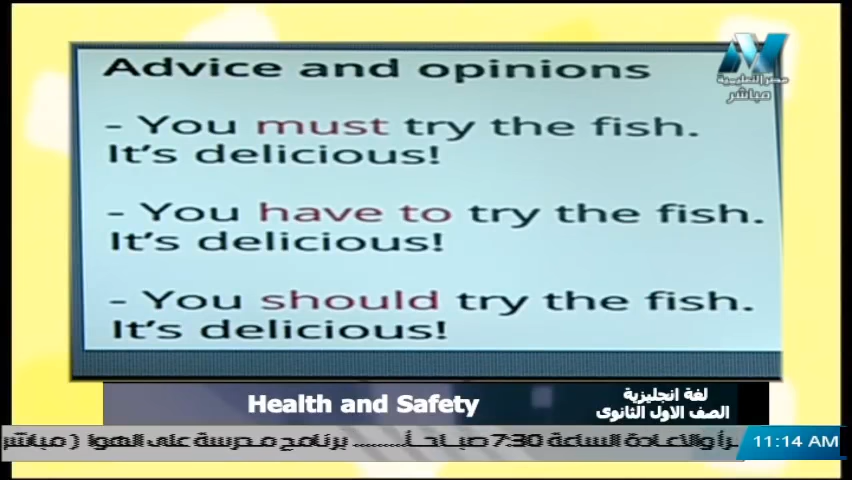 Advice and opinions
مصر التعليمية
مباشر
- You must try the fish.
It's delicious!
- You have to try the fish.
It's delicious!
- You should try the fish.
It's delicious!
Health and Safety
لغة انجليزية
الصف الاول الثانوى
والاعادة الساعة 7:30 صباحاً......... برنامج مدرسة على الهوا ( مباشر
11:14 AM